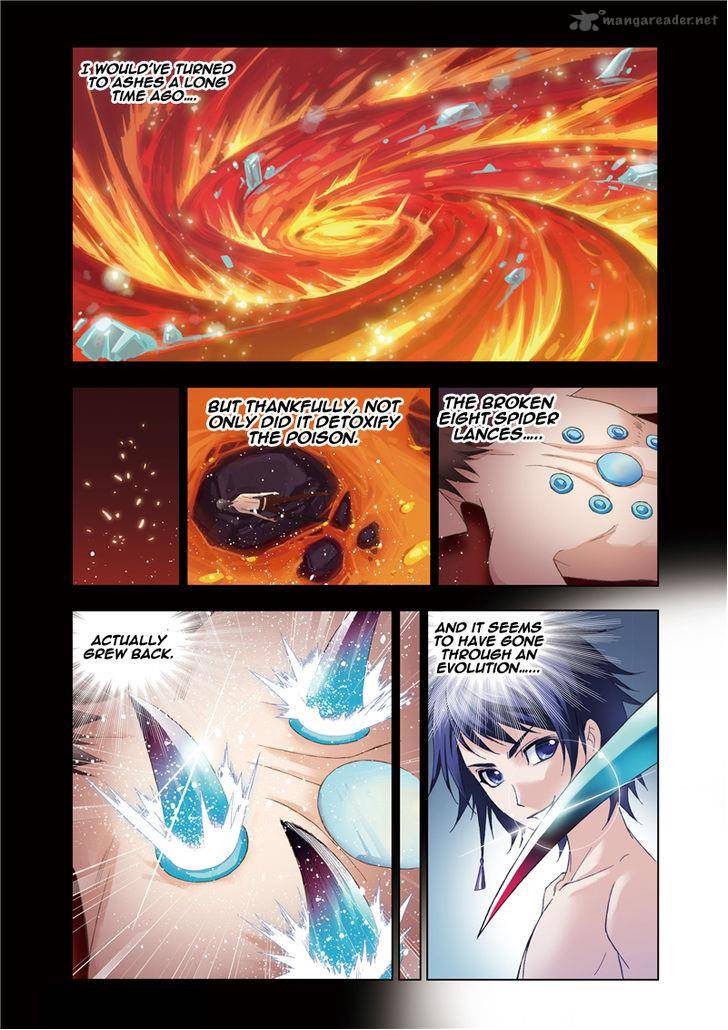 mangareader.net
I WOULD'VE TURNED
TO ASHES A LONG
TIME AGO....
BUT THANKFULLY, NOT
ONLY DID IT DETOXIFY
THE POISON.
THE BROKEN
EIGHT SPIDER
LANCES.....
ACTUALLY
GREW BACK.
AND IT SEEMS
TO HAVE GONE
THROUGH AN
EVOLUTION......